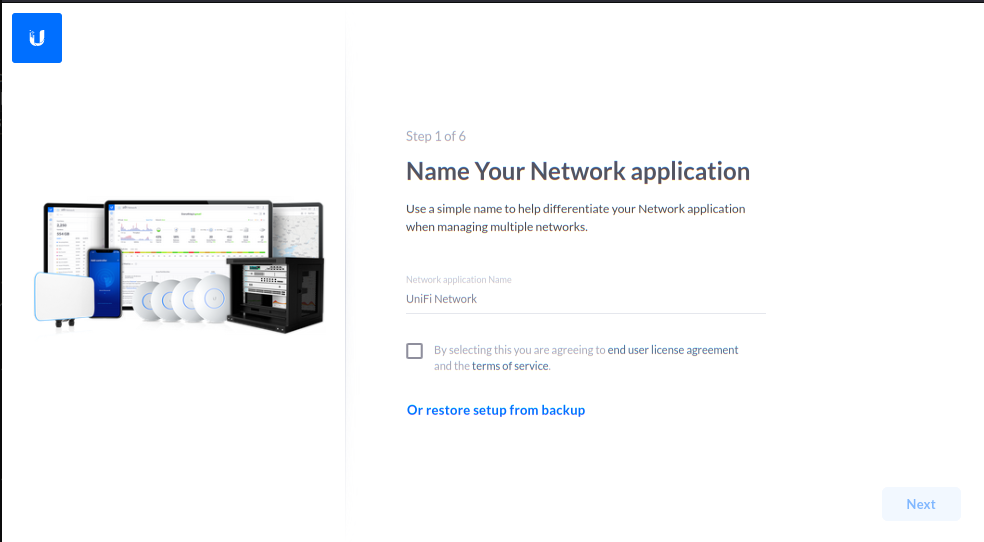 Step 1 of 6
Name Your Network application
Use a simple name to help differentiate your Network application
when managing multiple networks.
Network application Name
UniFi Network
By selecting this you are agreeing to end user license agreement
and the terms of service.
Or restore setup from backup
Next